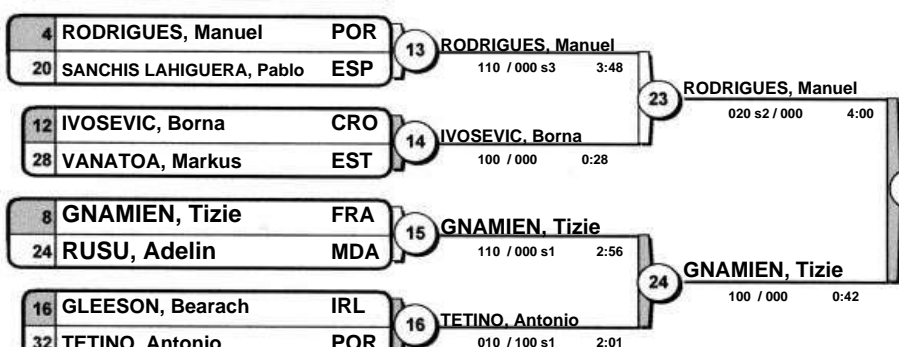 4 RODRIGUES, Manuel POR
20 SANCHIS LAHIGUERA, Pablo ESP
13 RODRIGUES, Manuel
110 / 000 s3 3:48
23 RODRIGUES, Manuel
020 s2 / 000 4:00
12 IVOSEVIC, Borna CRO
28 VANATOA, Markus EST
14 IVOSEVIC, Borna
100 / 000 0:28
8 GNAMIEN, Tizie FRA
24 RUSU, Adelin MDA
15 GNAMIEN, Tizie
110 / 000 s1 2:56
24 GNAMIEN, Tizie
100 / 000 0:42
16 GLEESON, Bearach IRL
32 TETINO, Antonio POR
16 TETINO, Antonio
010 / 100 s1 2:01